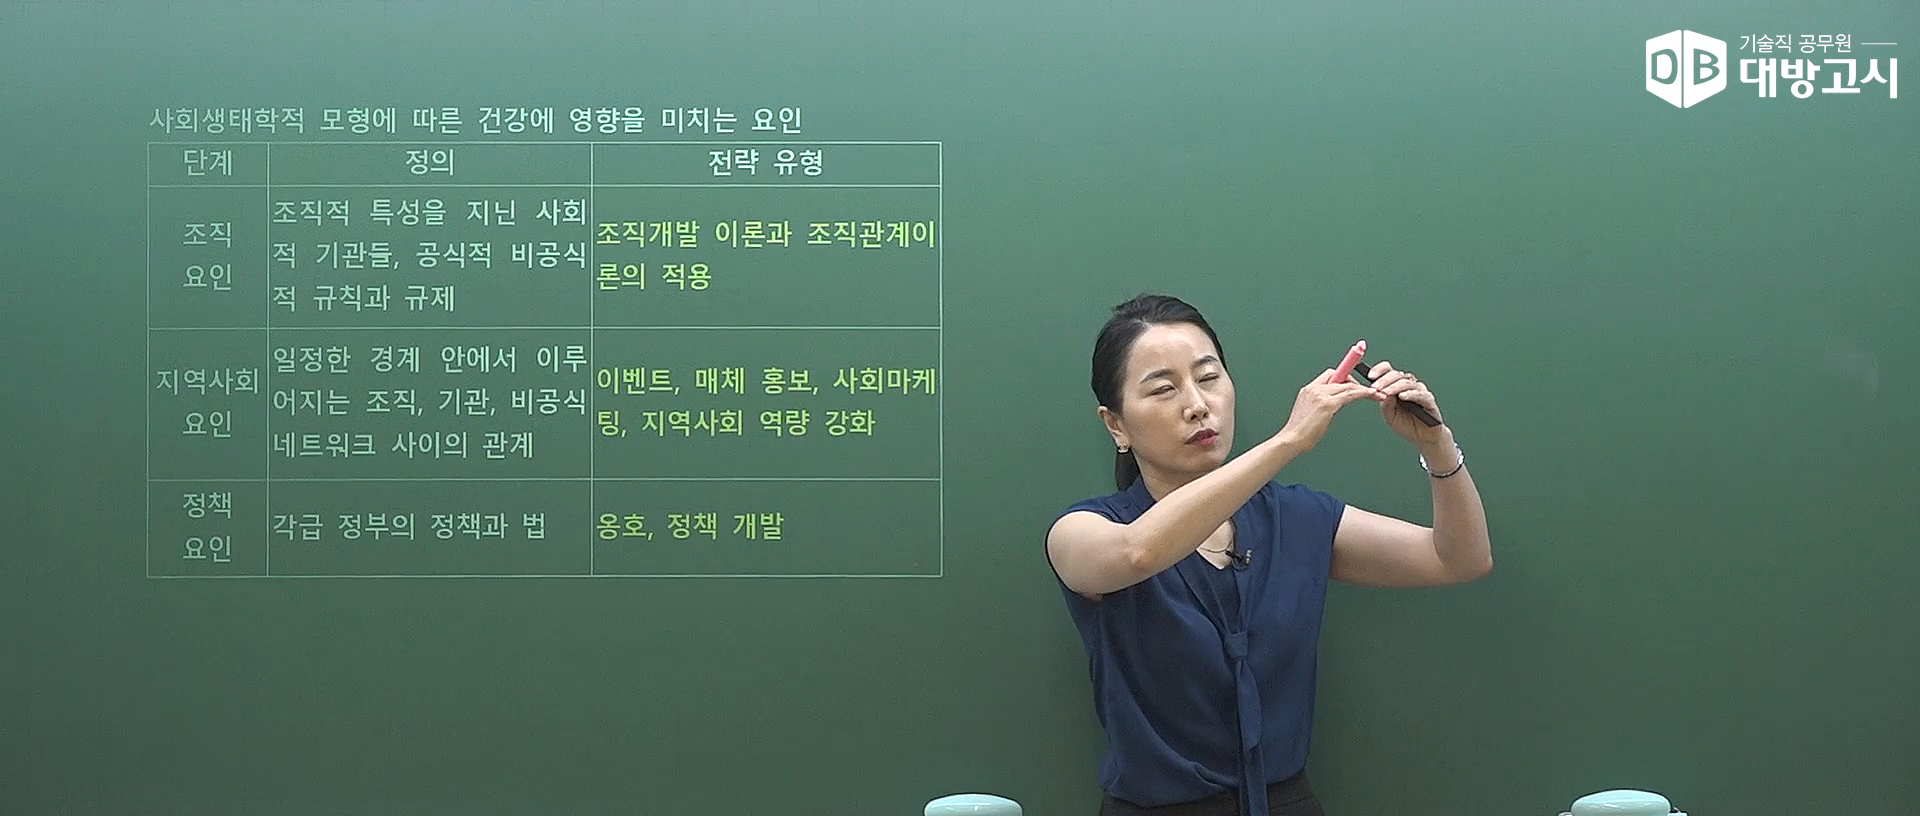 기술직 공무원
DB 대방고시
사회생태학적 모형에 따른 건강에 영향을 미치는 요인
단계 정의 전략 유형
조직
요인
조직적 특성을 지닌 사회
적 기관들, 공식적 비공식
적 규칙과 규제
조직개발 이론과 조직관계이
론의 적용
지역사회
요인
일정한 경계 안에서 이루
어지는 조직, 기관, 비공식
네트워크 사이의 관계
이벤트, 매체 홍보, 사회마케
팅, 지역사회 역량 강화
정책
요인
각급 정부의 정책과 법
옹호, 정책 개발